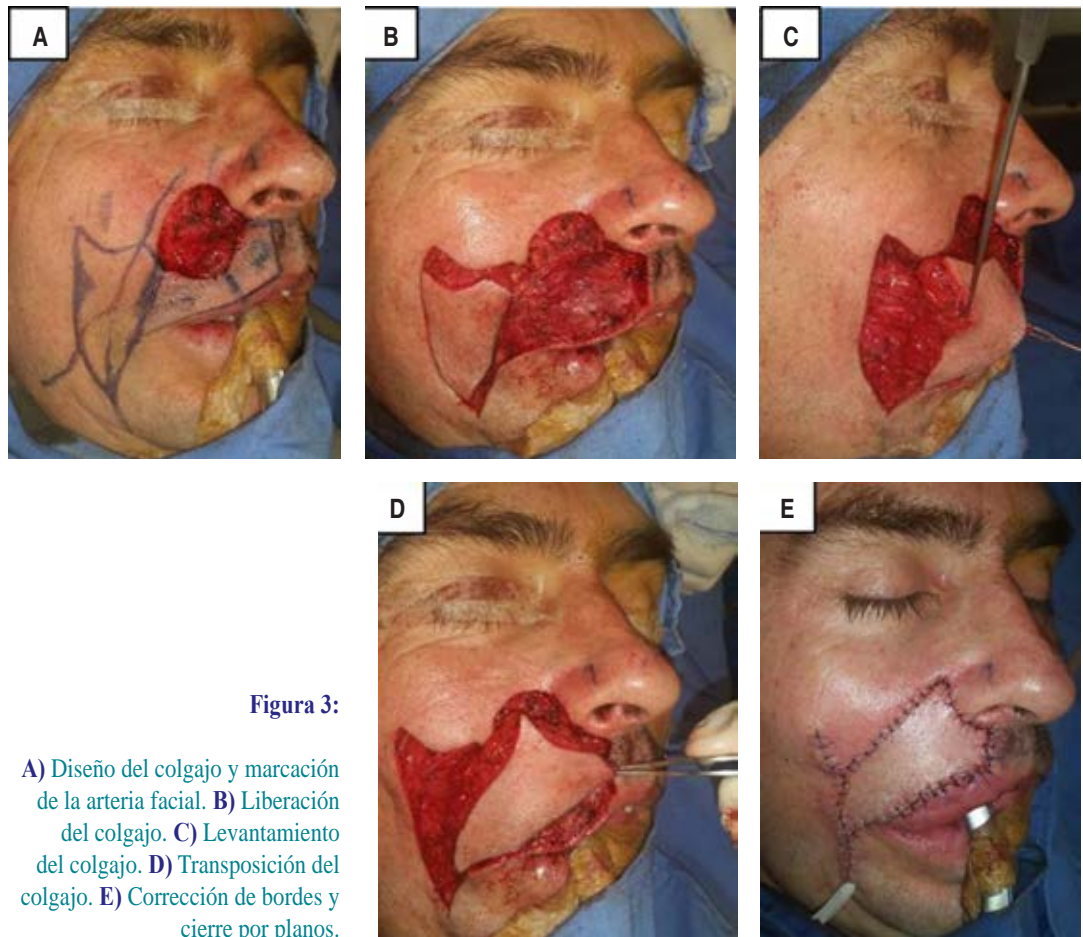 A
B
C
D
E
Figura 3:
A) Diseño del colgajo y marcación
de la arteria facial. B) Liberación
del colgajo. C) Levantamiento
del colgajo. D) Transposición del
colgajo. E) Corrección de bordes y
cierre por planos.